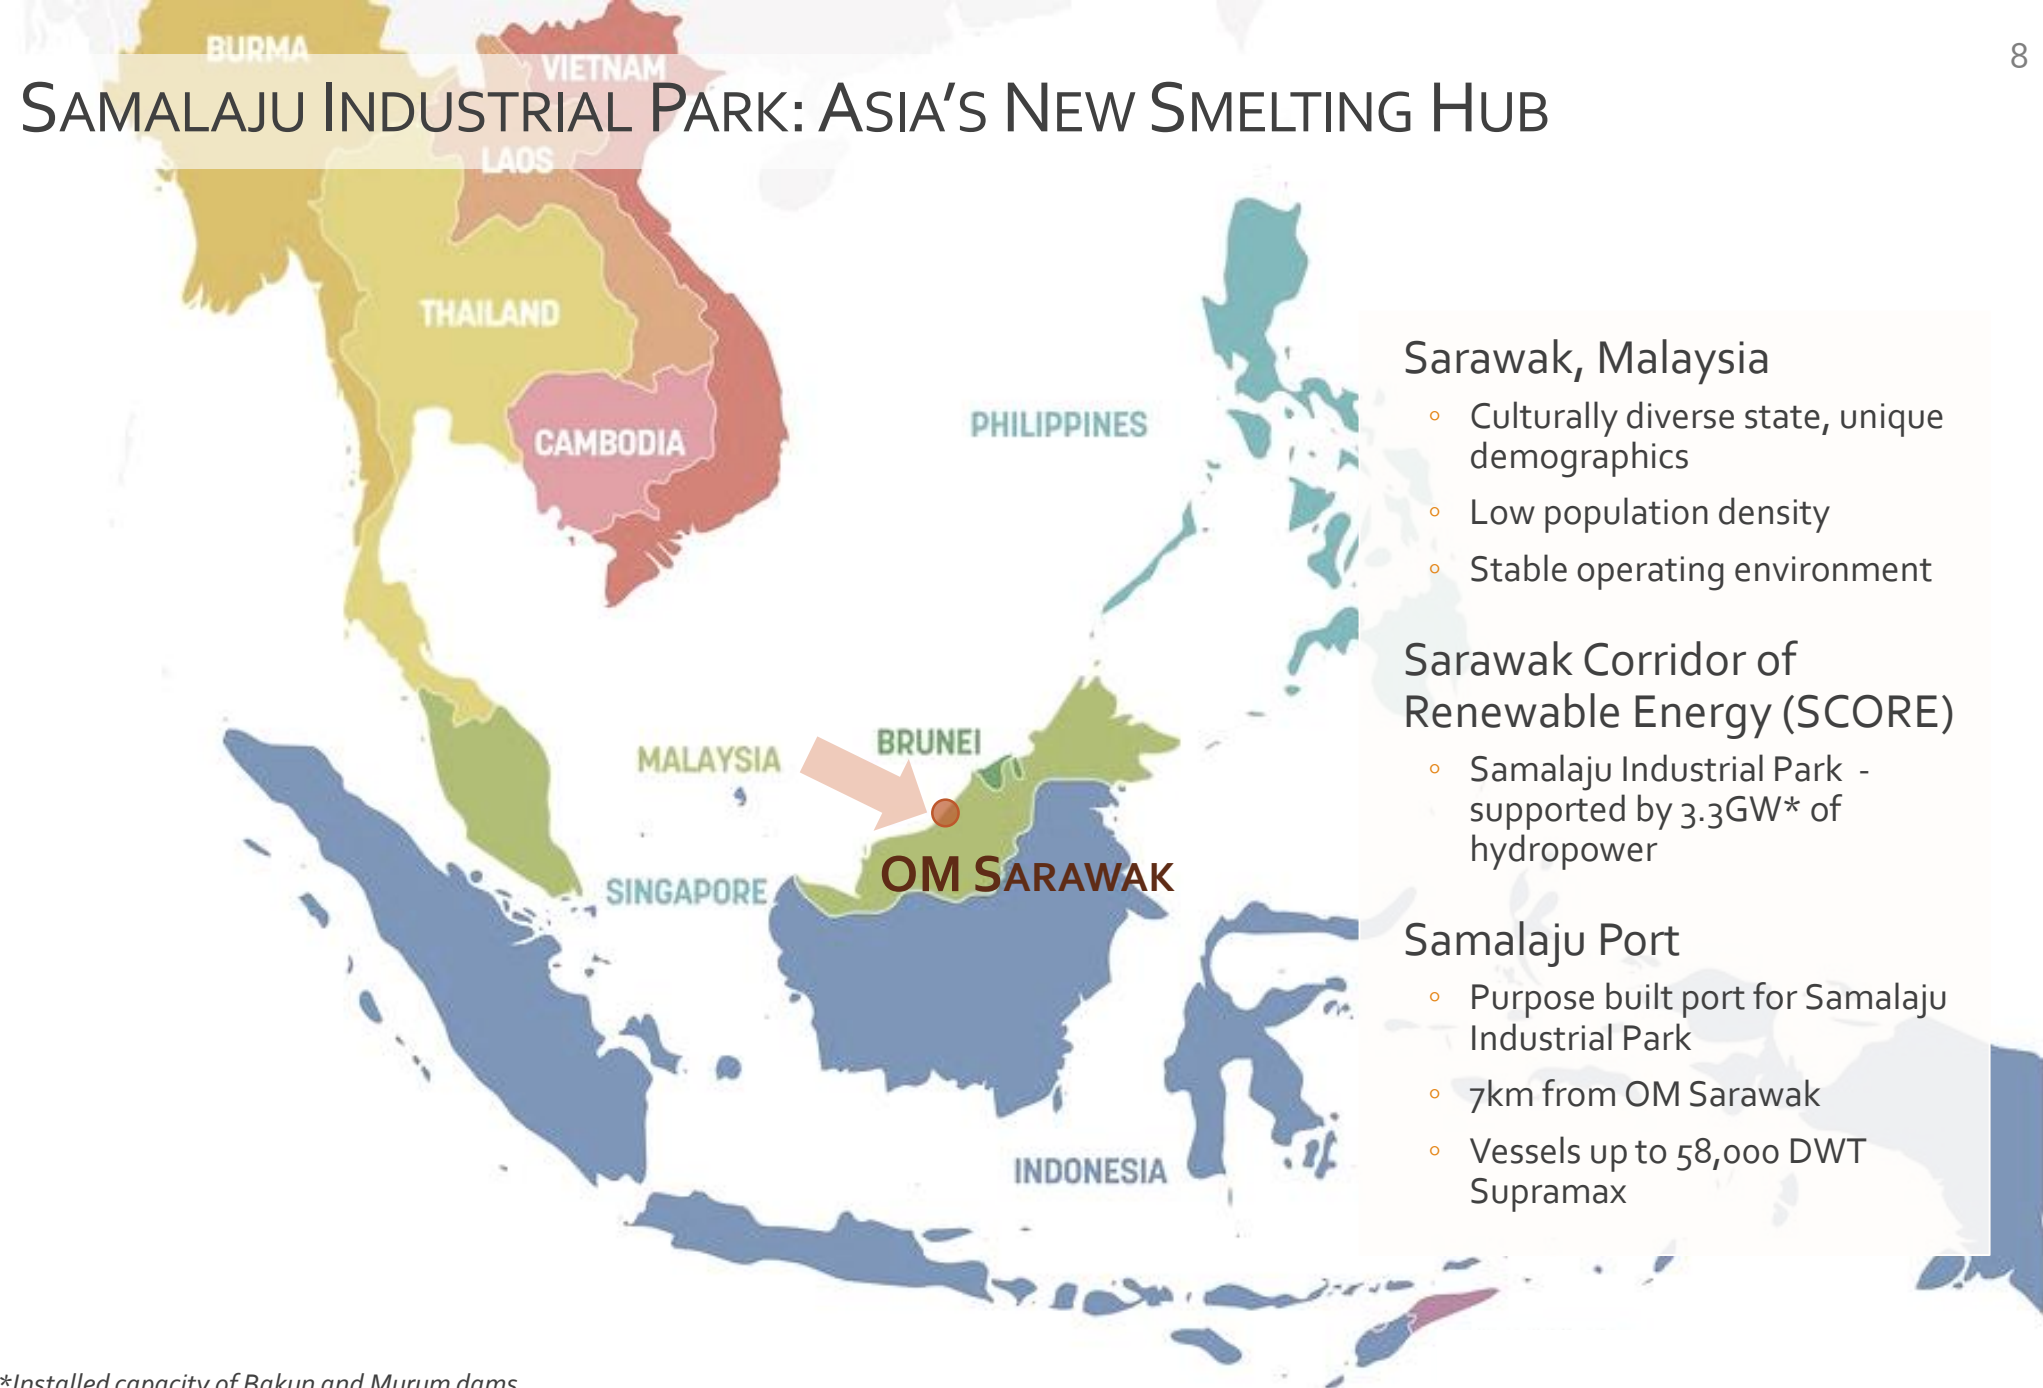 8
SAMALAJU INDUSTRIAL PARK: ASIA'S NEW SMELTING HUB
BURMA
VIETNAM
LAOS
THAILAND
CAMBODIA
PHILIPPINES
MALAYSIA
BRUNEI
OM SARAWAK
SINGAPORE
INDONESIA
Sarawak, Malaysia
◦ Culturally diverse state, unique
demographics
◦ Low population density
◦ Stable operating environment
Sarawak Corridor of
Renewable Energy (SCORE)
◦ Samalaju Industrial Park -
supported by 3.3GW* of
hydropower
Samalaju Port
◦ Purpose built port for Samalaju
Industrial Park
◦ 7km from OM Sarawak
◦ Vessels up to 58,000 DWT
Supramax
*Installed capacity of Bakun and Murum dams